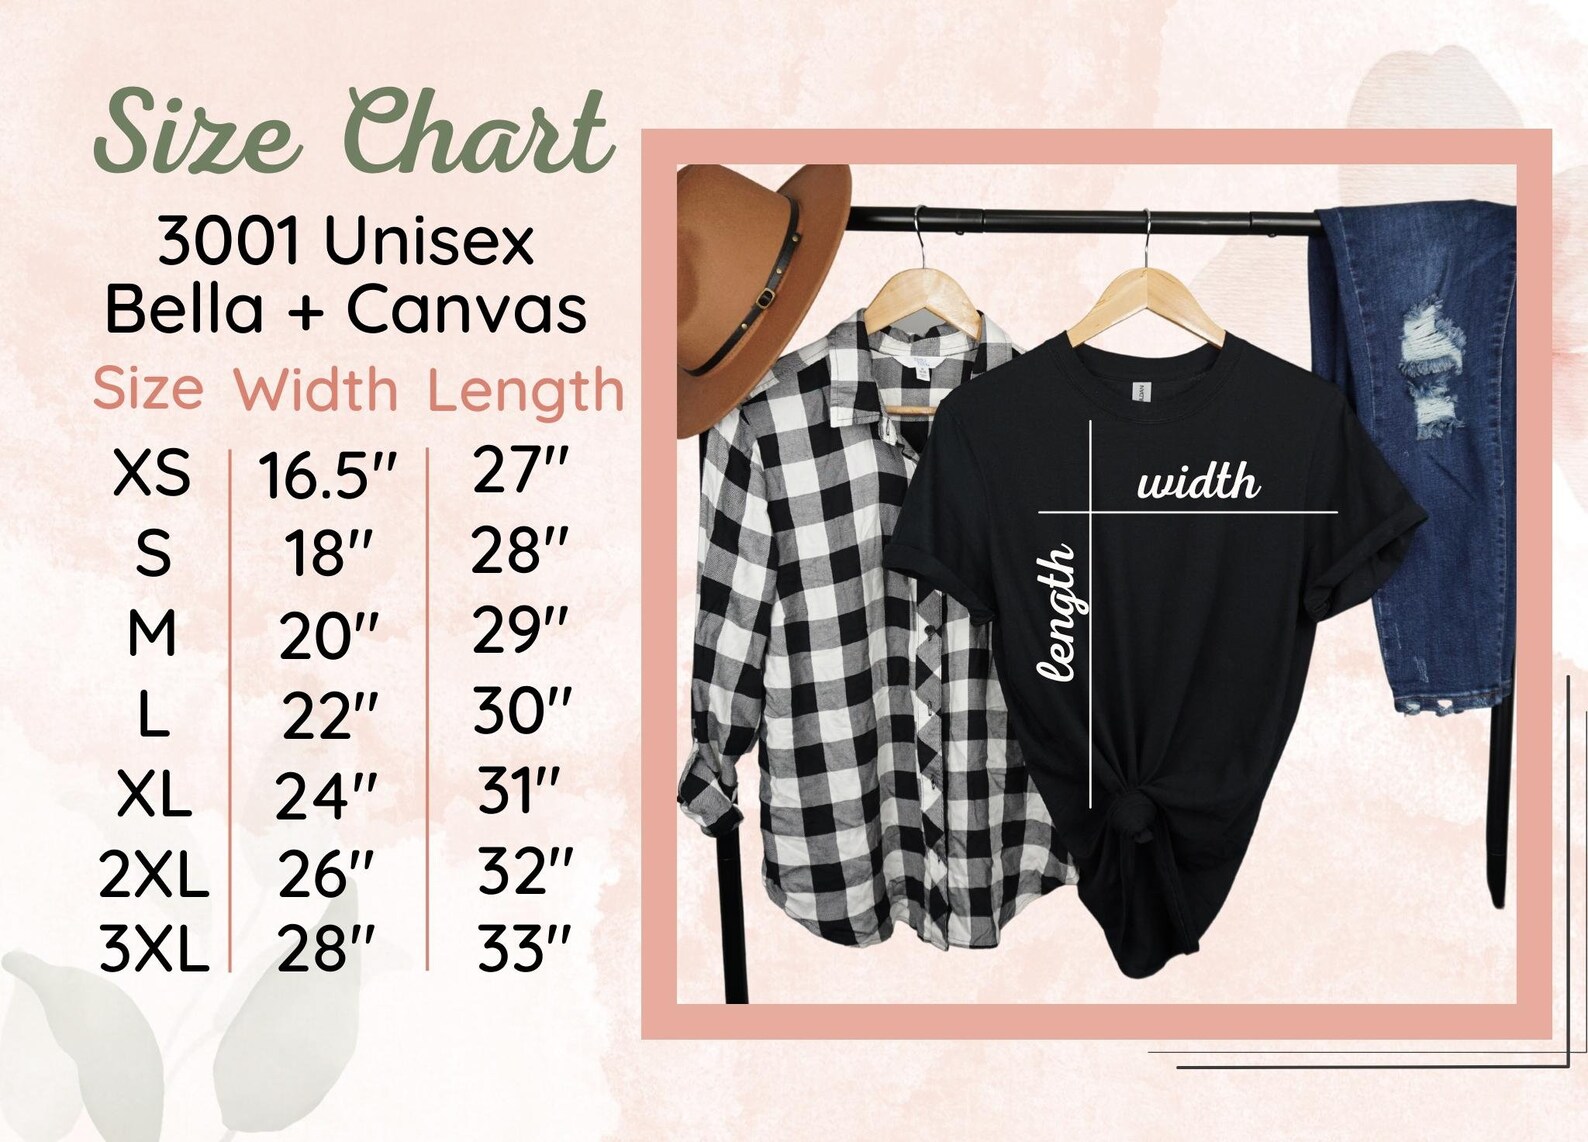 Size Chart
3001 Unisex
Bella + Canvas
Size Width Length
XS 16.5" 27"
S 18" 28"
M 20" 29"
L 22" 30"
XL 24" 31"
2XL 26" 32"
3XL 28" 33"
width
length